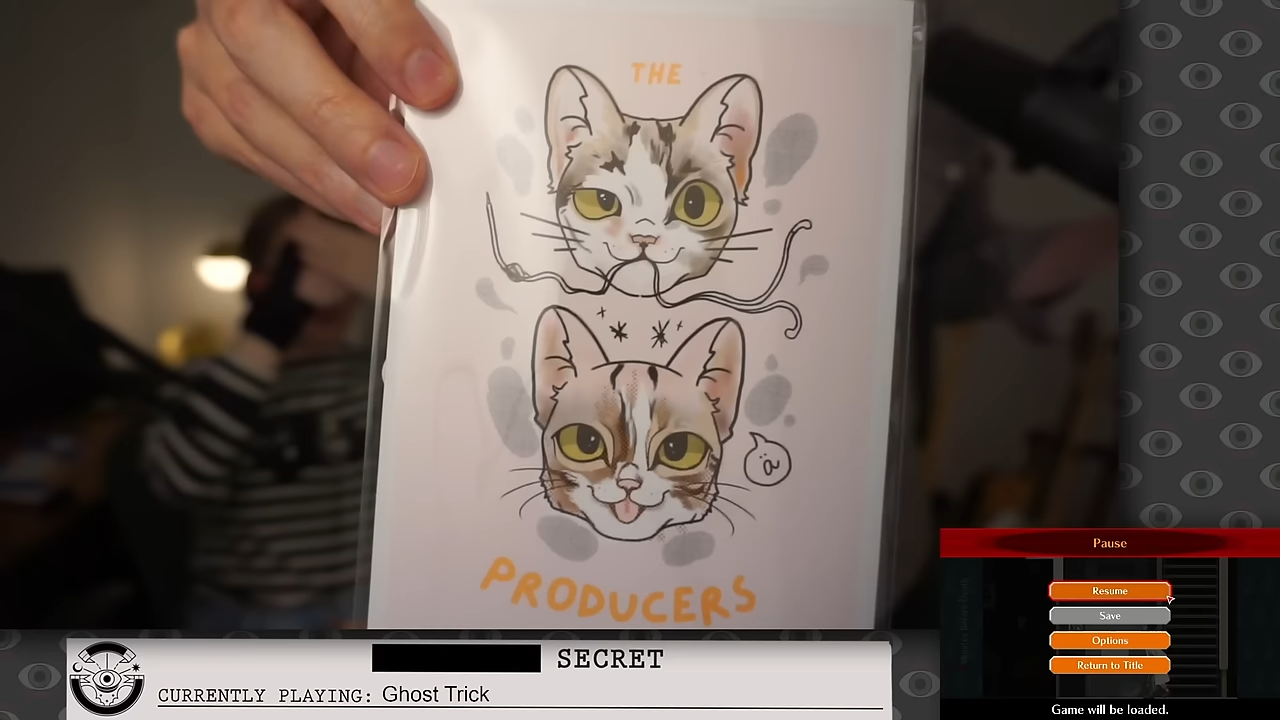 THE
a
PRODUCERS
SECRET
CURRENTLY PLAYING: Ghost Trick
Pause
Resume
Save
Options
Return to Title
Game will be loaded.